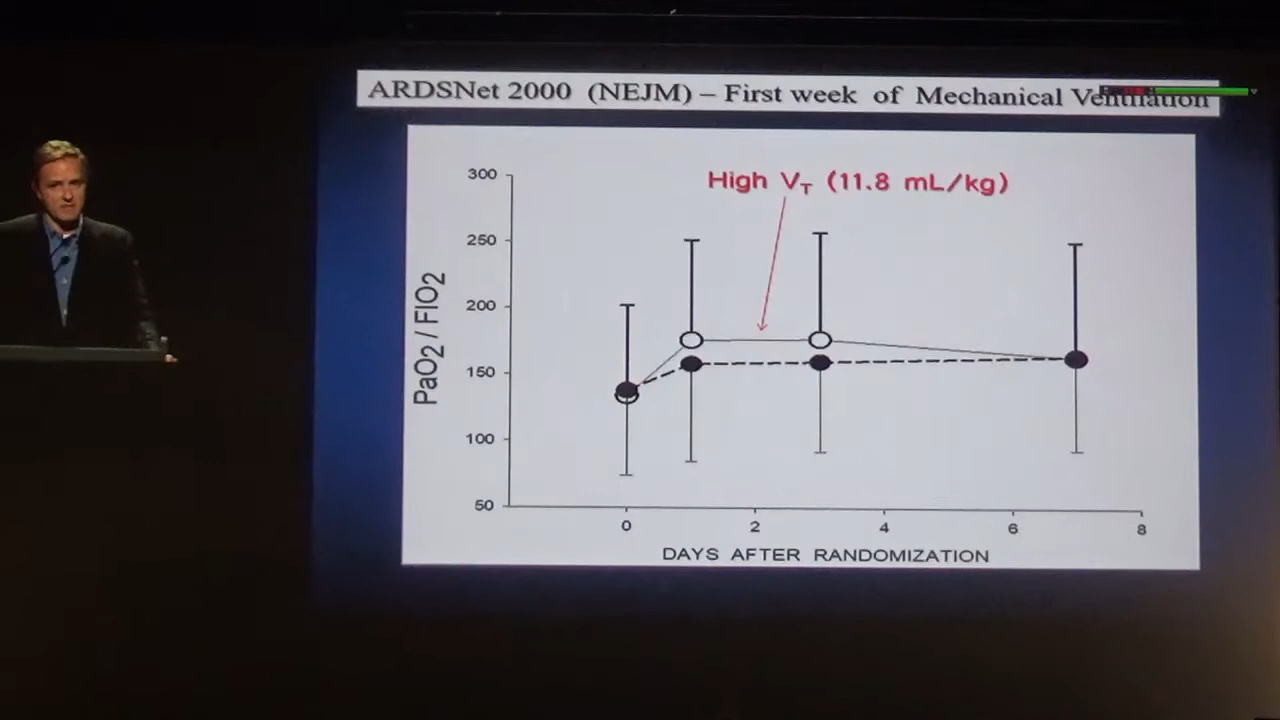 ARDSNet 2000 (NEJM) – First week of Mechanical Ventilation
High VT (11.8 mL/kg)
300
250
200
150
100
50
PaO2 / FIO2
0 2 4 6 8
DAYS AFTER RANDOMIZATION